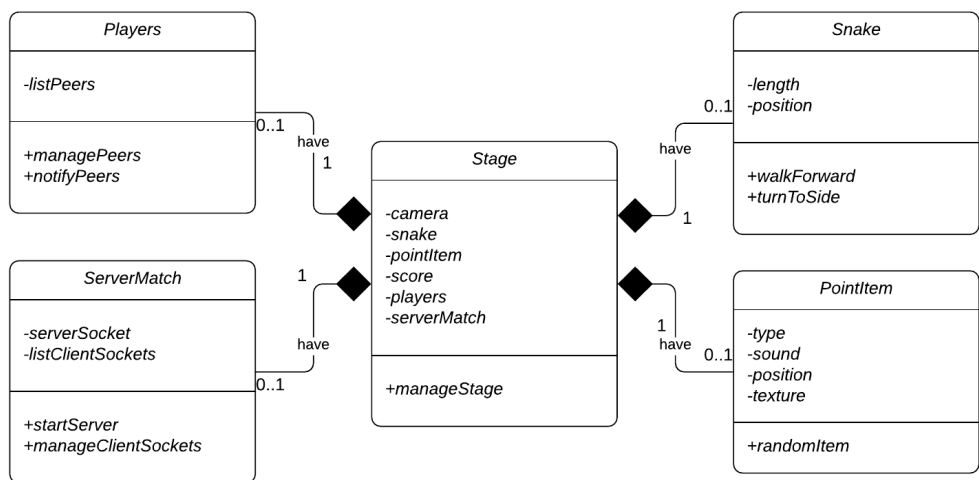 Players
-listPeers
+managePeers
+notifyPeers
0..1
have
1
ServerMatch
-serverSocket
-listClientSockets
+startServer
+manageClientSockets
1
have
0..1
Stage
-camera
-snake
-pointItem
-score
-players
-serverMatch
+manageStage
Snake
-length
-position
+walkForward
+turnToSide
0..1
have
1
PointItem
-type
-sound
-position
-texture
+randomItem
1
have
0..1